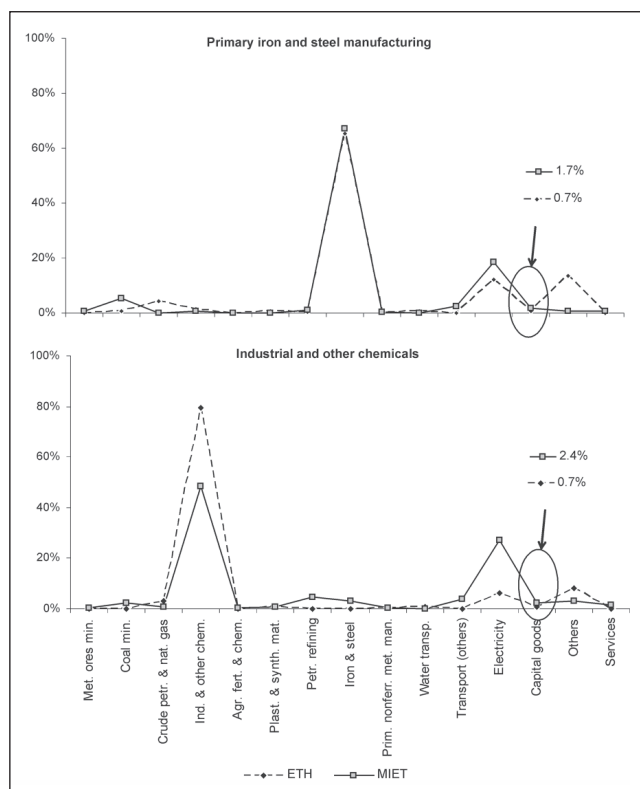 Primary iron and steel manufacturing
100%
80%
60%
40%
20%
0%
1.7%
0.7%
Industrial and other chemicals
100%
80%
60%
40%
20%
0%
2.4%
0.7%
Met. ores min.
Coal min.
Crude petr. & nat. gas
Ind. & other chem.
Agr. fert. & chem.
Plast. & synth. mat.
Petr. refining
Iron & steel
Prim. nonferr. met. man.
Water transp.
Transport (others)
Electricity
Capital goods
Others
Services
ETH
MIET